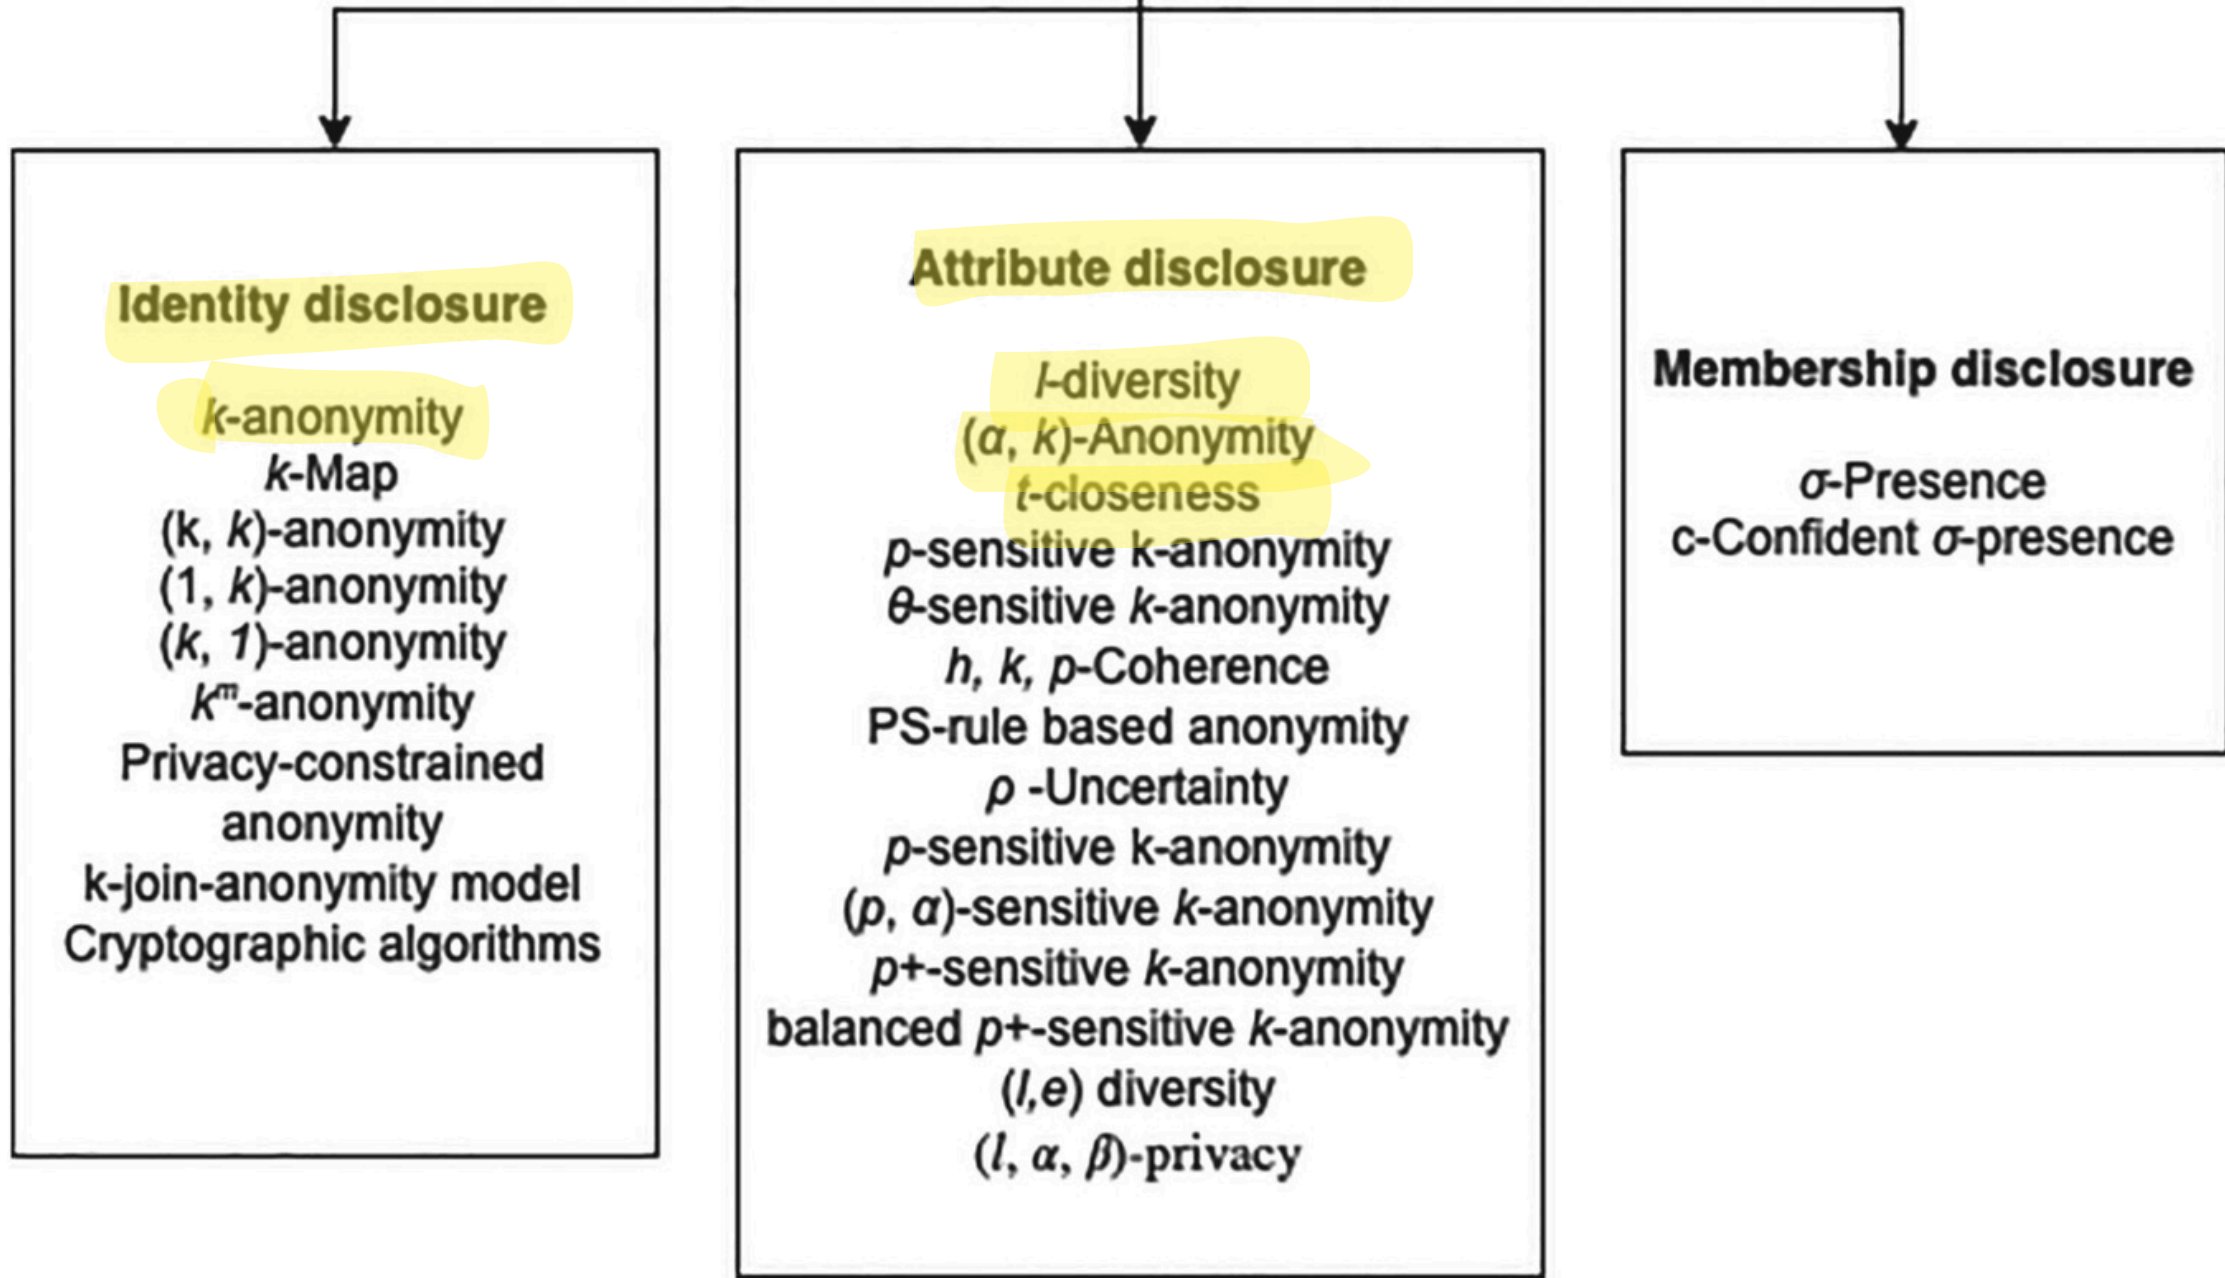 Identity disclosure
k-anonymity
k-Map
(k, k)-anonymity
(1, k)-anonymity
(k, 1)-anonymity
kᵐ-anonymity
Privacy-constrained
anonymity
k-join-anonymity model
Cryptographic algorithms
Attribute disclosure
l-diversity
(α, k)-Anonymity
t-closeness
p-sensitive k-anonymity
θ-sensitive k-anonymity
h, k, p-Coherence
PS-rule based anonymity
ρ -Uncertainty
p-sensitive k-anonymity
(p, α)-sensitive k-anonymity
p+-sensitive k-anonymity
balanced p+-sensitive k-anonymity
(l,e) diversity
(l, α, β)-privacy
Membership disclosure
σ-Presence
c-Confident σ-presence